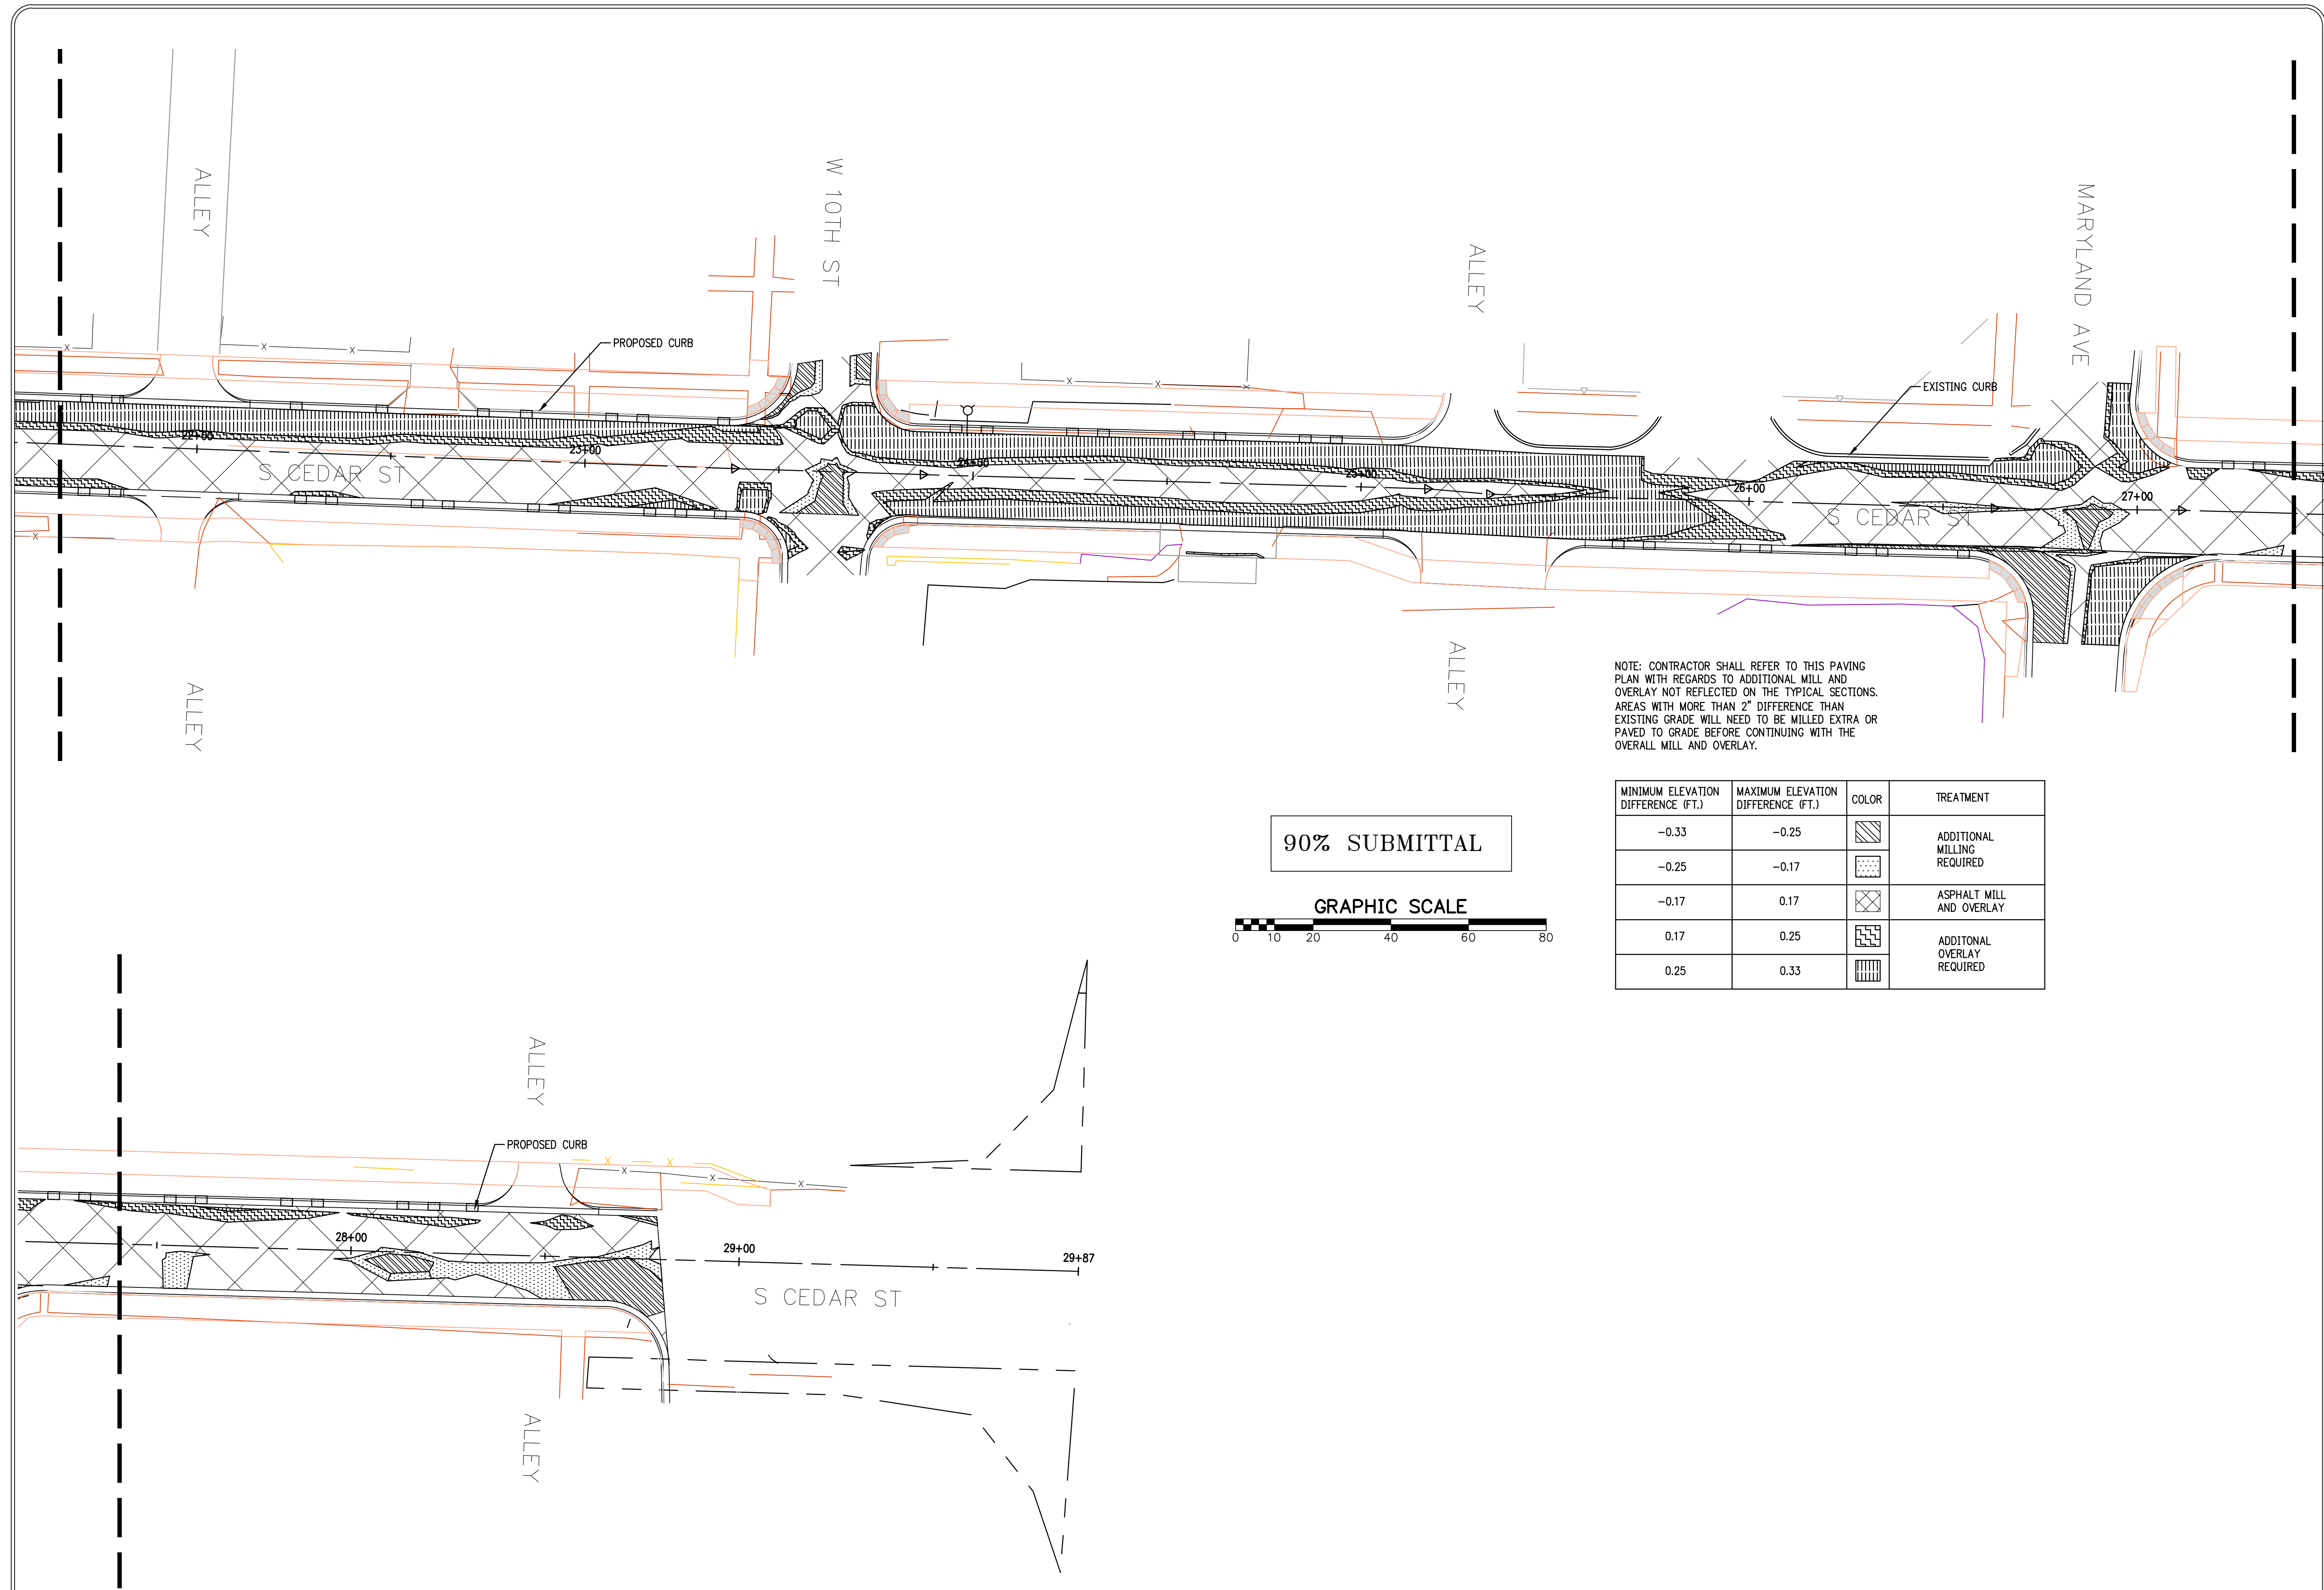 ALLEY
W 10TH ST
ALLEY
MARYLAND AVE
PROPOSED CURB
EXISTING CURB
X
X
X
X
X
X
22+00
23+00
24+00
25+00
26+00
27+00
S CEDAR ST
S CEDAR ST
X
ALLEY
ALLEY
NOTE: CONTRACTOR SHALL REFER TO THIS PAVING
PLAN WITH REGARDS TO ADDITIONAL MILL AND
OVERLAY NOT REFLECTED ON THE TYPICAL SECTIONS.
AREAS WITH MORE THAN 2" DIFFERENCE THAN
EXISTING GRADE WILL NEED TO BE MILLED EXTRA OR
PAVED TO GRADE BEFORE CONTINUING WITH THE
OVERALL MILL AND OVERLAY.
MINIMUM ELEVATION
DIFFERENCE (FT.)
MAXIMUM ELEVATION
DIFFERENCE (FT.)
COLOR
TREATMENT
-0.33
-0.25
ADDITIONAL
MILLING
REQUIRED
-0.25
-0.17
-0.17
0.17
ASPHALT MILL
AND OVERLAY
0.17
0.25
ADDITONAL
OVERLAY
REQUIRED
0.25
0.33
90% SUBMITTAL
GRAPHIC SCALE
0 10 20 40 60 80
ALLEY
PROPOSED CURB
X
X
X
X
X
28+00
29+00
29+87
S CEDAR ST
ALLEY